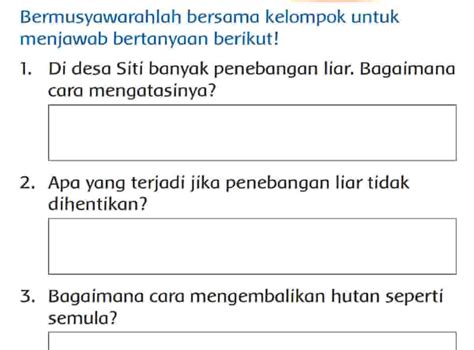 Bermusyawarahlah bersama kelompok untuk
menjawab bertanyaan berikut!
1. Di desa Siti banyak penebangan liar. Bagaimana
cara mengatasinya?
2. Apa yang terjadi jika penebangan liar tidak
dihentikan?
3. Bagaimana cara mengembalikan hutan seperti
semula?